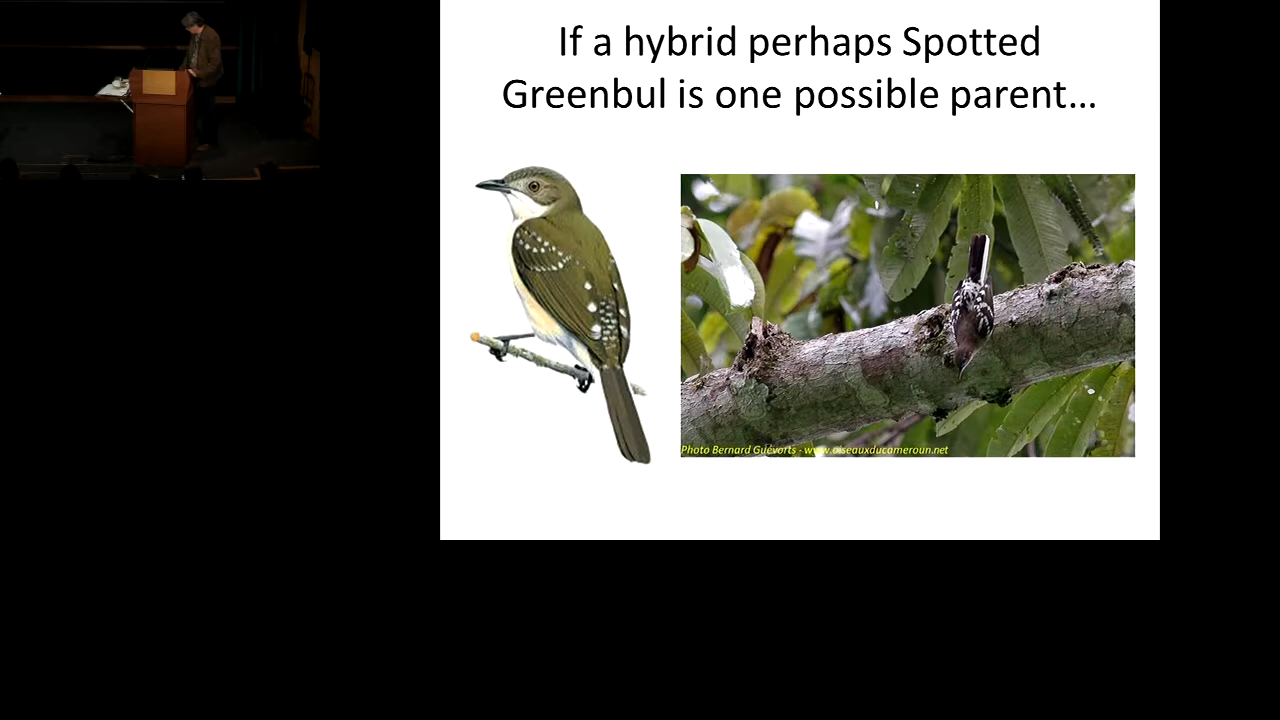 If a hybrid perhaps Spotted
Greenbul is one possible parent...
Photo Bernard Guévorts - www.oiseauxducameroun.net